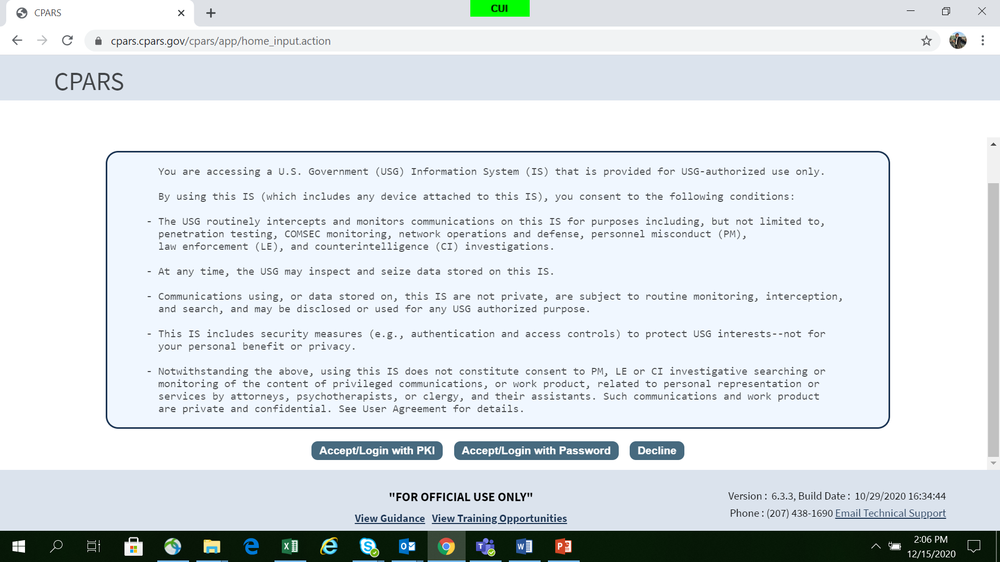 CPARS
CUI
cpars.cpars.gov/cpars/app/home_input.action
CPARS
You are accessing a U.S. Government (USG) Information System (IS) that is provided for USG-authorized use only.
By using this IS (which includes any device attached to this IS), you consent to the following conditions:
- The USG routinely intercepts and monitors communications on this IS for purposes including, but not limited to,
penetration testing, COMSEC monitoring, network operations and defense, personnel misconduct (PM),
law enforcement (LE), and counterintelligence (CI) investigations.
- At any time, the USG may inspect and seize data stored on this IS.
- Communications using, or data stored on, this IS are not private, are subject to routine monitoring, interception,
and search, and may be disclosed or used for any USG authorized purpose.
- This IS includes security measures (e.g., authentication and access controls) to protect USG interests--not for
your personal benefit or privacy.
- Notwithstanding the above, using this IS does not constitute consent to PM, LE or CI investigative searching or
monitoring of the content of privileged communications, or work product, related to personal representation or
services by attorneys, psychotherapists, or clergy, and their assistants. Such communications and work product
are private and confidential. See User Agreement for details.
Accept/Login with PKI Accept/Login with Password Decline
"FOR OFFICIAL USE ONLY"
View Guidance View Training Opportunities
Version : 6.3.3, Build Date : 10/29/2020 16:34:44
Phone : (207) 438-1690 Email Technical Support
2:06 PM
12/15/2020